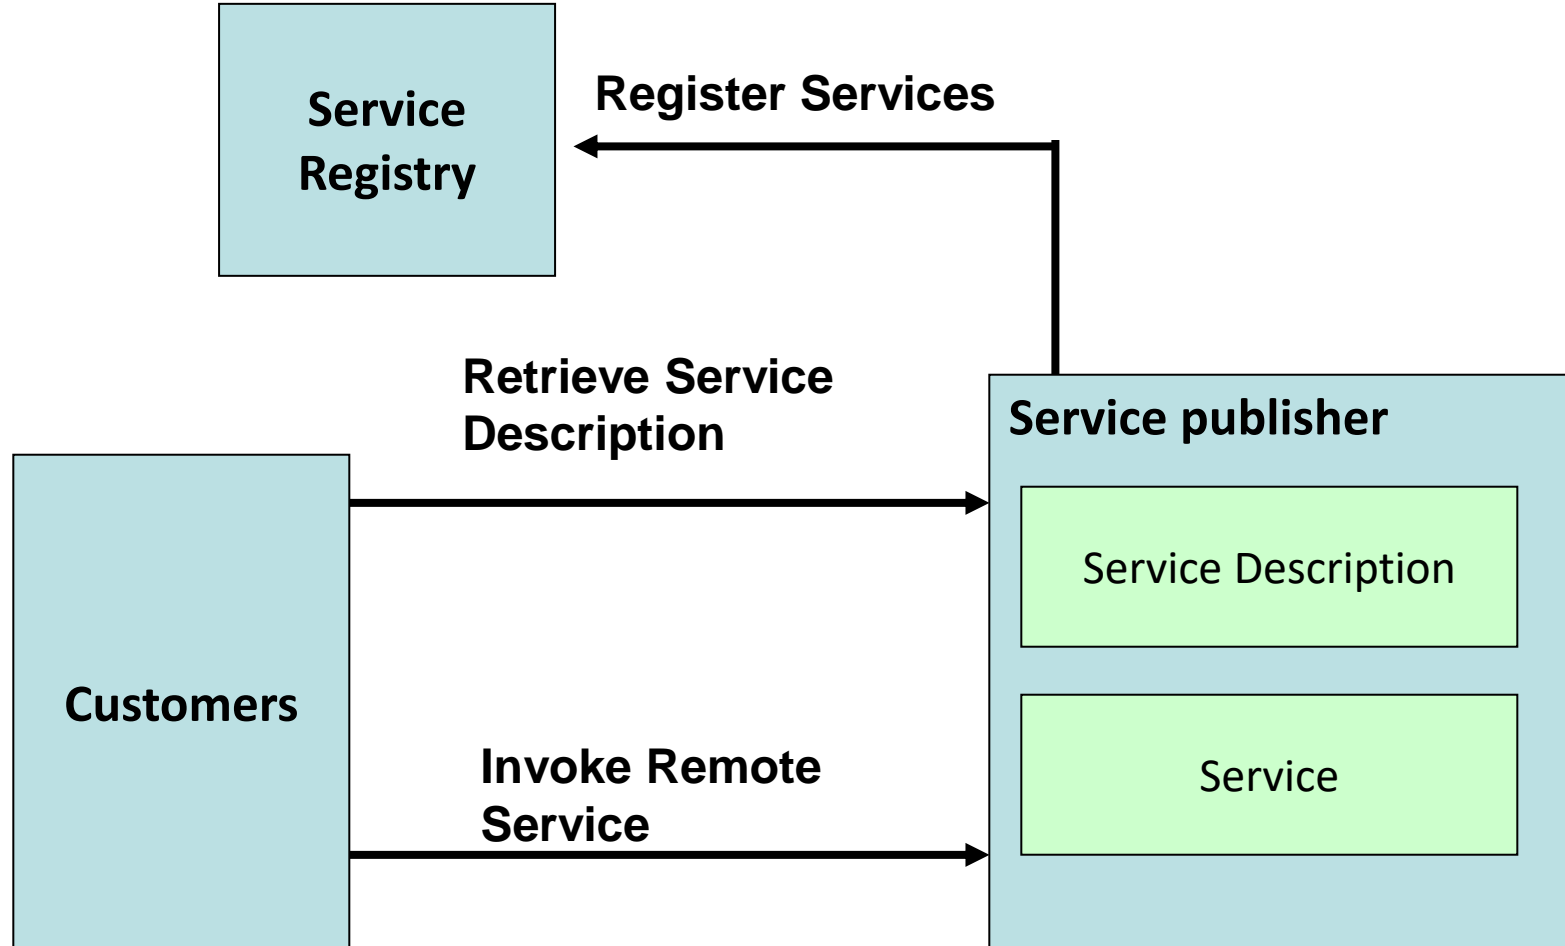 Service
Registry
Register Services
Retrieve Service
Description
Service publisher
Service Description
Customers
Invoke Remote
Service
Service